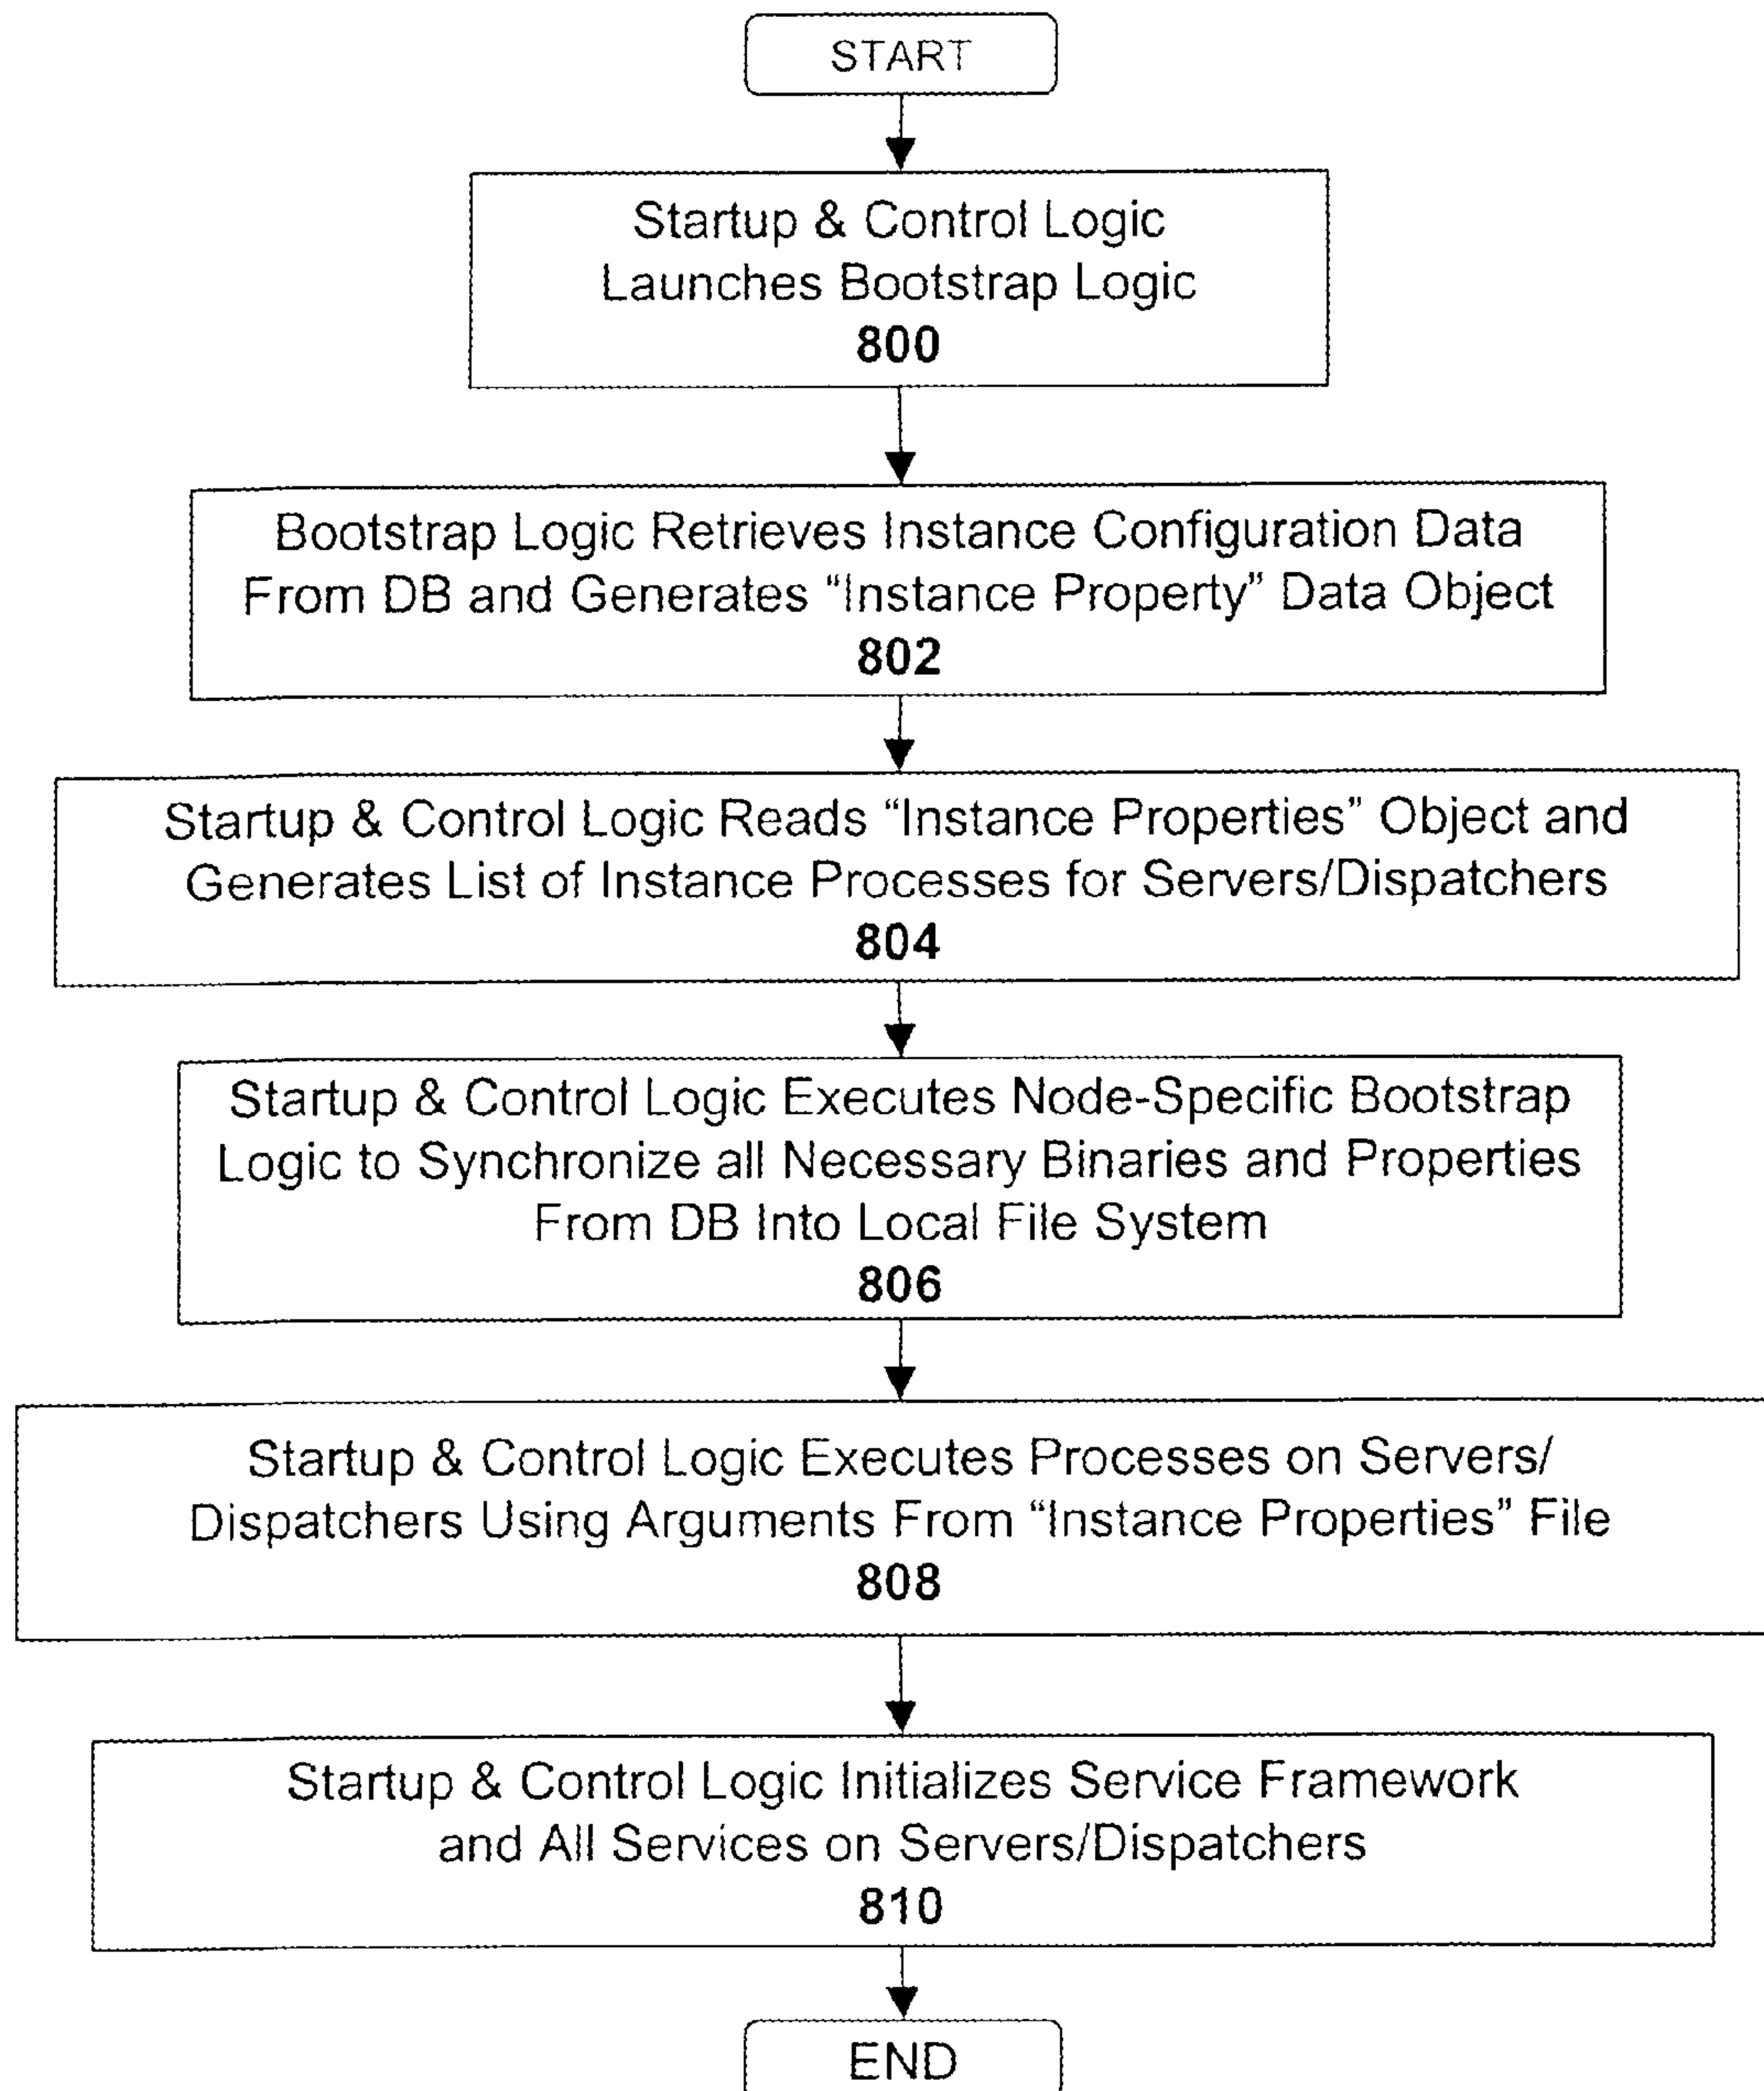 START
Startup & Control Logic
Launches Bootstrap Logic
800
Bootstrap Logic Retrieves Instance Configuration Data
From DB and Generates “Instance Property” Data Object
802
Startup & Control Logic Reads “Instance Properties” Object and
Generates List of Instance Processes for Servers/Dispatchers
804
Startup & Control Logic Executes Node-Specific Bootstrap
Logic to Synchronize all Necessary Binaries and Properties
From DB Into Local File System
806
Startup & Control Logic Executes Processes on Servers/
Dispatchers Using Arguments From “Instance Properties” File
808
Startup & Control Logic Initializes Service Framework
and All Services on Servers/Dispatchers
810
END